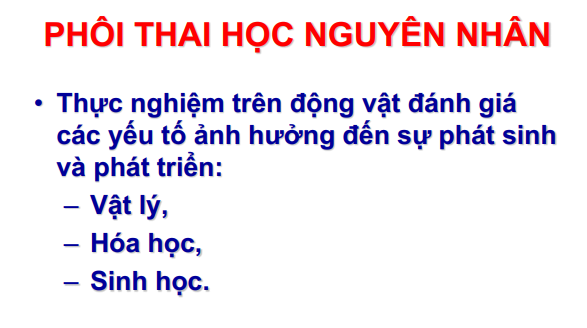 PHÔI THAI HỌC NGUYÊN NHÂN
• Thực nghiệm trên động vật đánh giá
các yếu tố ảnh hưởng đến sự phát sinh
và phát triển:
– Vật lý,
– Hóa học,
– Sinh học.